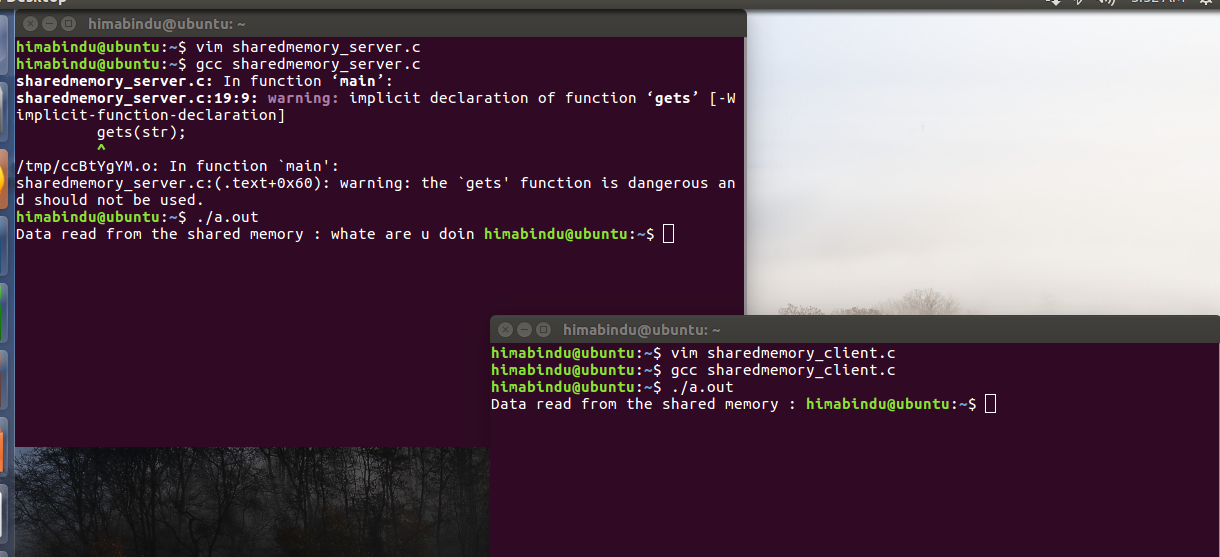 Desktop
himabindu@ubuntu: ~
himabindu@ubuntu:~$ vim sharedmemory_server.c
himabindu@ubuntu:~$ gcc sharedmemory_server.c
sharedmemory_server.c: In function ‘main’:
sharedmemory_server.c:19:9: warning: implicit declaration of function ‘gets’ [-W
implicit-function-declaration]
gets(str);
^
/tmp/ccBtYgYM.o: In function `main':
sharedmemory_server.c:(.text+0x60): warning: the `gets' function is dangerous an
d should not be used.
himabindu@ubuntu:~$ ./a.out
Data read from the shared memory : whate are u doin himabindu@ubuntu:~$
himabindu@ubuntu: ~
himabindu@ubuntu:~$ vim sharedmemory_client.c
himabindu@ubuntu:~$ gcc sharedmemory_client.c
himabindu@ubuntu:~$ ./a.out
Data read from the shared memory : himabindu@ubuntu:~$